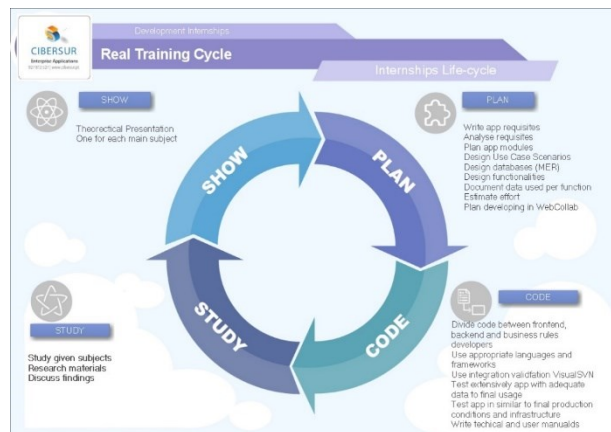 Development Internships
CIBERSUR
Enterprise Applications
Real Training Cycle
Internships Life-cycle
SHOW
Theorectical Presentation
One for each main subject
PLAN
Write app requisites
Analyse requisites
Plan app modules
Design Use Case Scenarios
Design databases (MER)
Design functionalities
Document data used per function
Estimate effort
Plan developing in WebCollab
SHOW
PLAN
STUDY
CODE
STUDY
Study given subjects
Research materials
Discuss findings
CODE
Divide code between frontend,
backend and business rules
developers
Use appropriate languages and
frameworks
Use integration validfation VisualSVN
Test extensively app with adequate
data to final usage
Test app in similar to final production
conditions and infrastructure
Write techical and user manualds